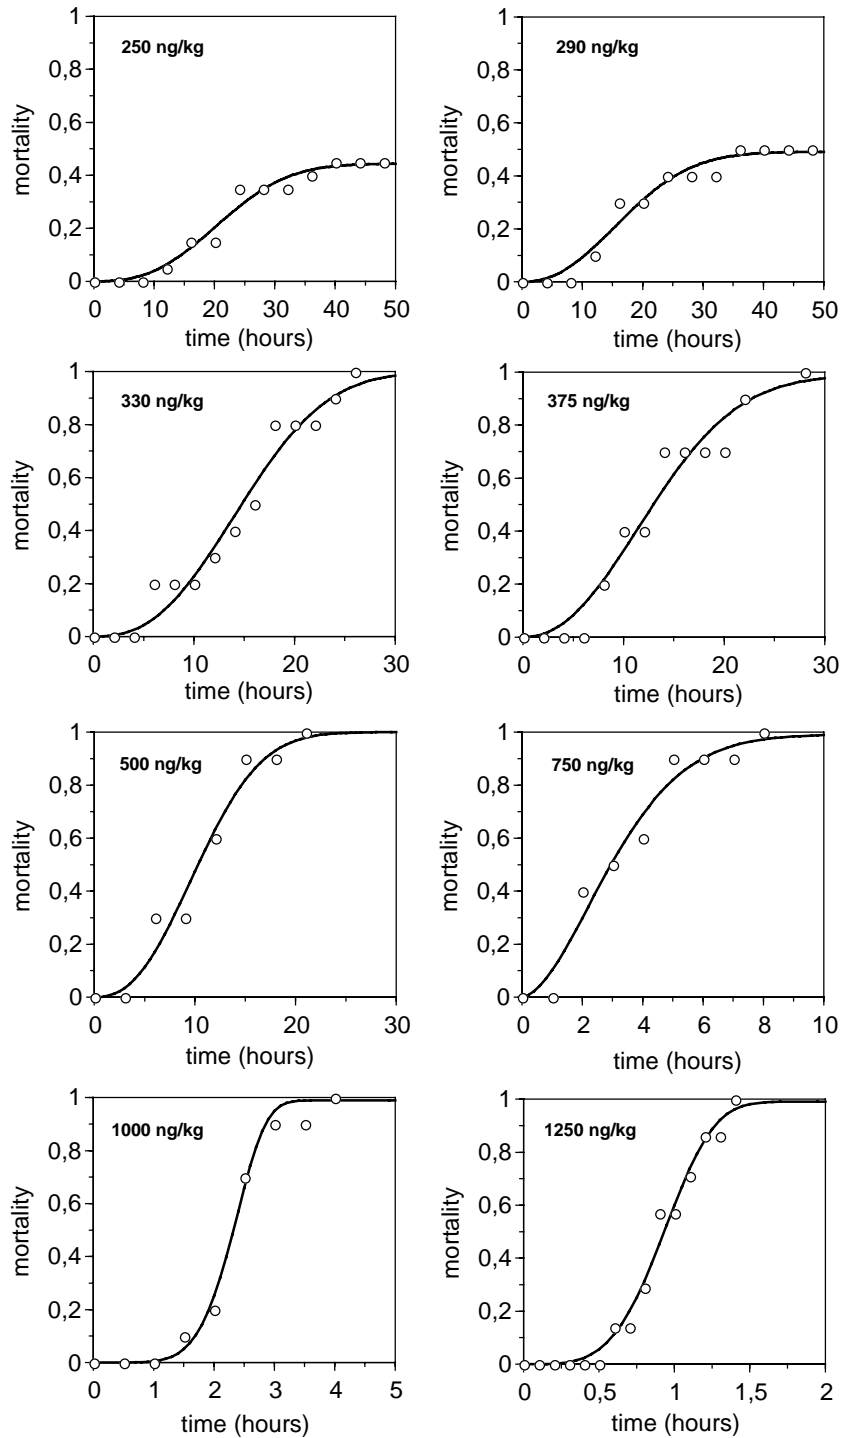 250 ng/kg
mortality
1
0,8
0,6
0,4
0,2
0
0 10 20 30 40 50
time (hours)
290 ng/kg
mortality
1
0,8
0,6
0,4
0,2
0
0 10 20 30 40 50
time (hours)
330 ng/kg
mortality
1
0,8
0,6
0,4
0,2
0
0 10 20 30
time (hours)
375 ng/kg
mortality
1
0,8
0,6
0,4
0,2
0
0 10 20 30
time (hours)
500 ng/kg
mortality
1
0,8
0,6
0,4
0,2
0
0 10 20 30
time (hours)
750 ng/kg
mortality
1
0,8
0,6
0,4
0,2
0
0 2 4 6 8 10
time (hours)
1000 ng/kg
mortality
1
0,8
0,6
0,4
0,2
0
0 1 2 3 4 5
time (hours)
1250 ng/kg
mortality
1
0,8
0,6
0,4
0,2
0
0 0,5 1 1,5 2
time (hours)